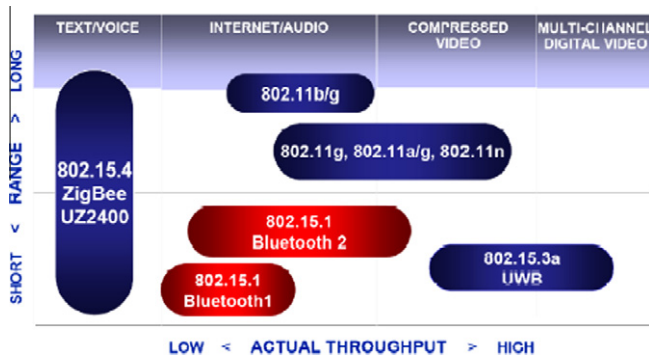 TEXT/VOICE
INTERNET/AUDIO
COMPRESSED
VIDEO
MULTI-CHANNEL
DIGITAL VIDEO
SHORT < RANGE > LONG
802.11b/g
802.11g, 802.11a/g, 802.11n
802.15.4
ZigBee
UZ2400
802.15.1
Bluetooth 2
802.15.3a
UWB
802.15.1
Bluetooth1
LOW < ACTUAL THROUGHPUT > HIGH